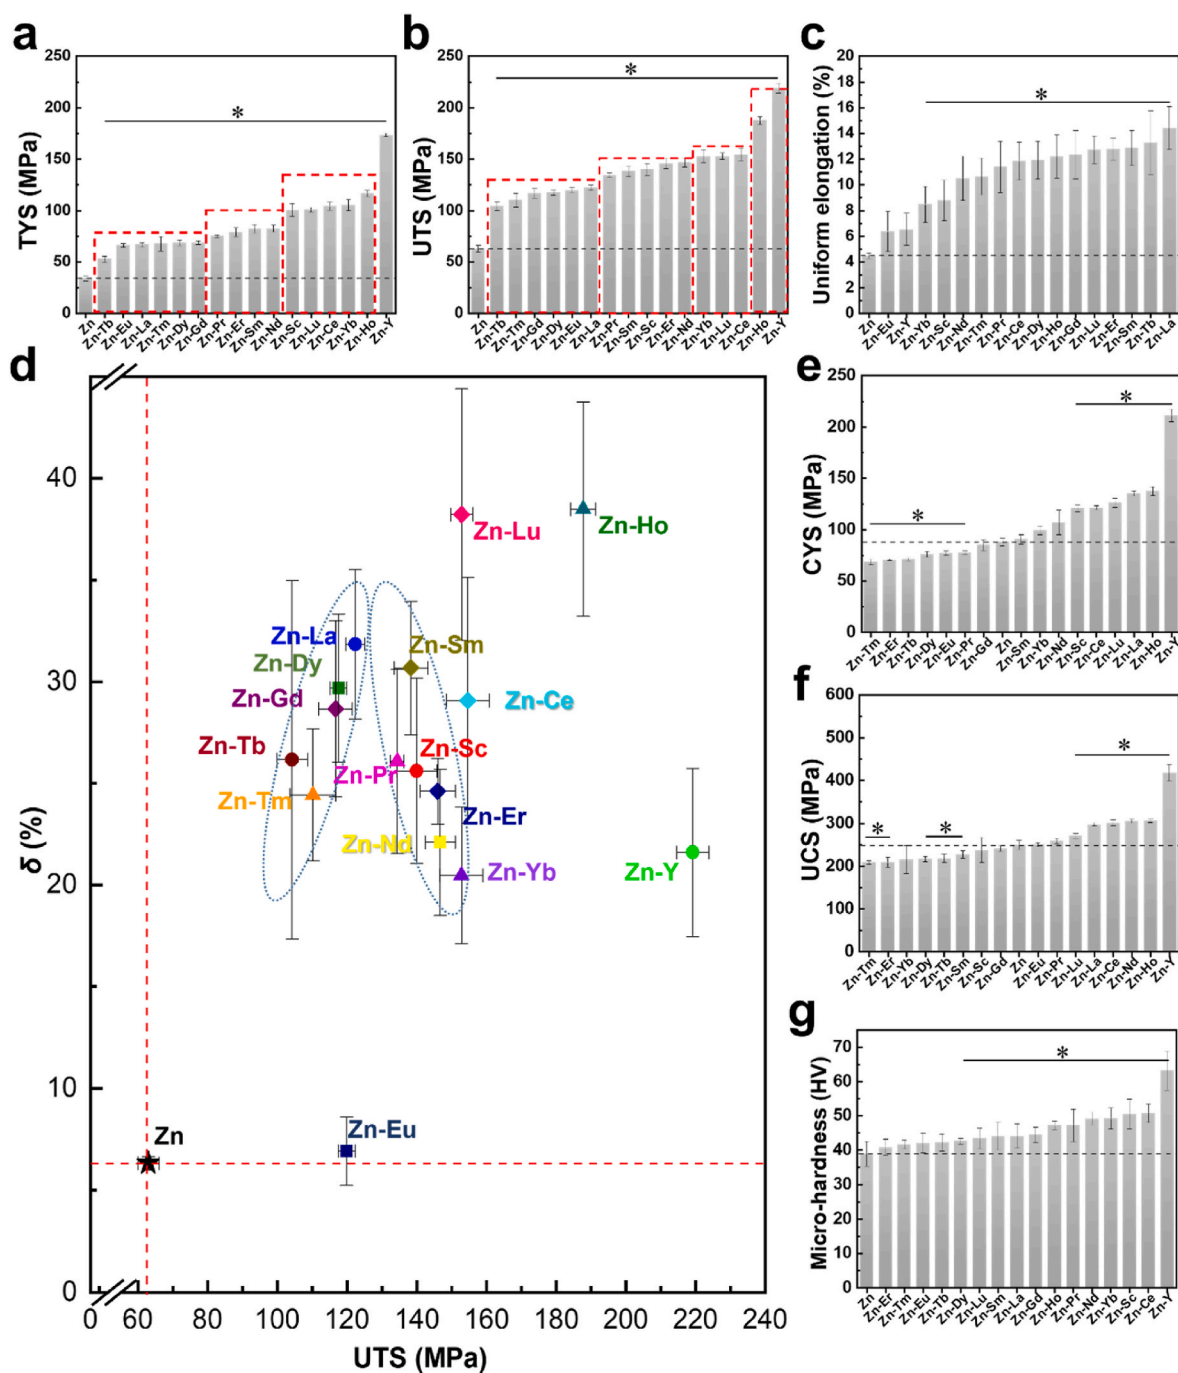 a
TYS (MPa)
250
200
150
100
50
0
*
Zn
Zn-Tb
Zn-Eu
Zn-La
Zn-Tm
Zn-Dy
Zn-Gd
Zn-Pr
Zn-Er
Zn-Sm
Zn-Nd
Zn-Sc
Zn-Lu
Zn-Ce
Zn-Yb
Zn-Ho
Zn-Y
b
UTS (MPa)
250
200
150
100
50
0
*
Zn
Zn-Tb
Zn-Tm
Zn-Gd
Zn-Dy
Zn-Eu
Zn-La
Zn-Pr
Zn-Sm
Zn-Sc
Zn-Er
Zn-Nd
Zn-Yb
Zn-Lu
Zn-Ce
Zn-Ho
Zn-Y
c
Uniform elongation (%)
20
18
16
14
12
10
8
6
4
2
0
*
Zn
Zn-Eu
Zn-Y
Zn-Yb
Zn-Sc
Zn-Nd
Zn-Tm
Zn-Pr
Zn-Ce
Zn-Dy
Zn-Ho
Zn-Gd
Zn-Lu
Zn-Er
Zn-Sm
Zn-Tb
Zn-La
d
δ (%)
40
30
20
10
0
Zn-Lu
Zn-Ho
Zn-La
Zn-Sm
Zn-Dy
Zn-Gd
Zn-Ce
Zn-Tb
Zn-Sc
Zn-Pr
Zn-Tm
Zn-Er
Zn-Nd
Zn-Yb
Zn-Y
Zn
Zn-Eu
0 60 80 100 120 140 160 180 200 220 240
UTS (MPa)
e
CYS (MPa)
250
200
150
100
50
0
*
*
Zn-Tm
Zn-Er
Zn-Tb
Zn-Dy
Zn-Eu
Zn-Pr
Zn-Gd
Zn
Zn-Sm
Zn-Yb
Zn-Nd
Zn-Sc
Zn-Ce
Zn-Lu
Zn-La
Zn-Ho
Zn-Y
f
UCS (MPa)
600
500
400
300
200
100
0
*
*
*
Zn-Tm
Zn-Er
Zn-Yb
Zn-Dy
Zn-Tb
Zn-Sm
Zn-Sc
Zn-Gd
Zn
Zn-Eu
Zn-Pr
Zn-Lu
Zn-La
Zn-Ce
Zn-Nd
Zn-Ho
Zn-Y
g
Micro-hardness (HV)
70
60
50
40
30
20
10
0
*
Zn
Zn-Er
Zn-Tm
Zn-Eu
Zn-Tb
Zn-Dy
Zn-Lu
Zn-Sm
Zn-La
Zn-Gd
Zn-Ho
Zn-Pr
Zn-Nd
Zn-Yb
Zn-Sc
Zn-Ce
Zn-Y